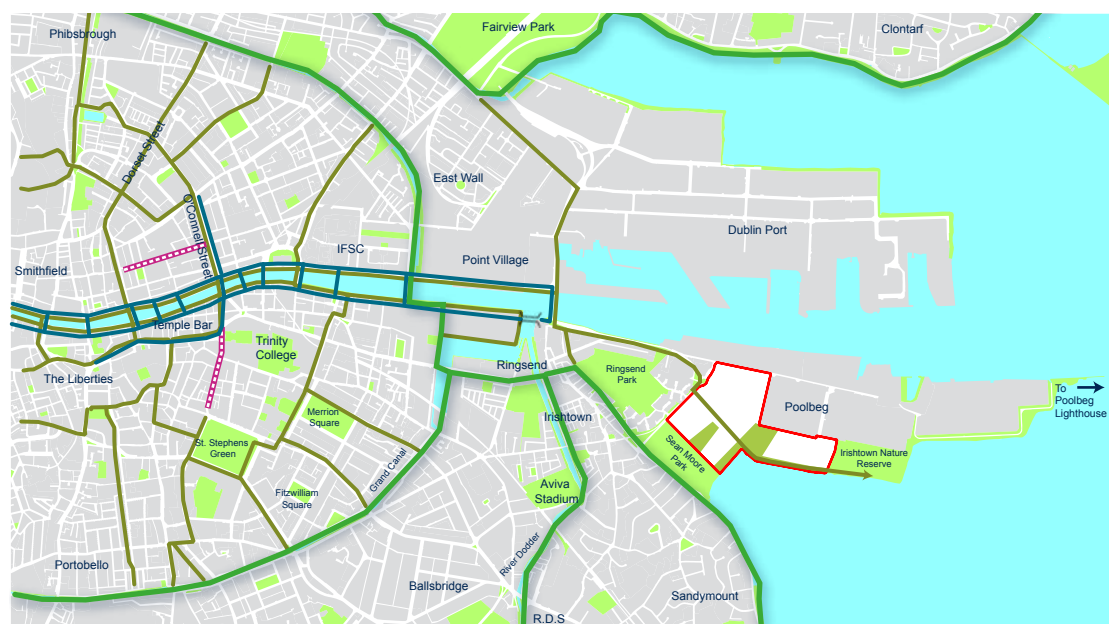 Phibsbrough
Fairview Park
Clontarf
Dorset Street
East Wall
O'Connell Street
Dublin Port
IFSC
Point Village
Smithfield
Temple Bar
Trinity
College
Ringsend
Ringsend
Park
The Liberties
To
Poolbeg
Lighthouse
Poolbeg
Merrion
Square
Irishtown
St. Stephens
Green
Sean Moore
Park
Irishtown Nature
Reserve
Grand Canal
Aviva
Stadium
Fitzwilliam
Square
River Dodder
Portobello
Ballsbridge
Sandymount
R.D.S